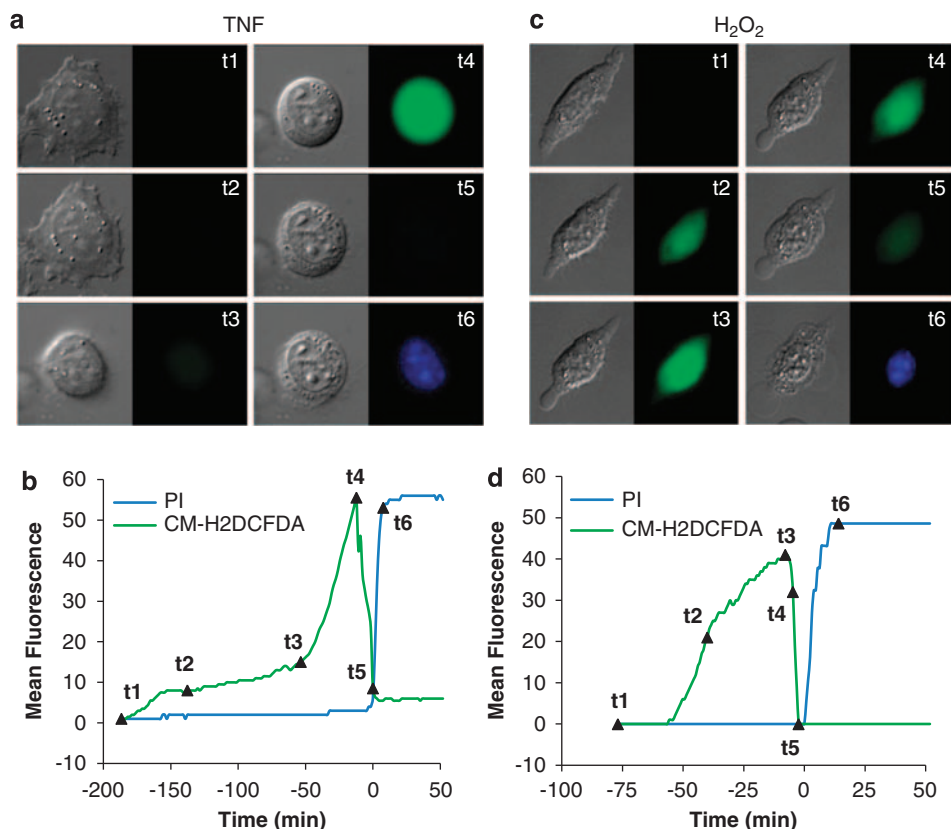 a
TNF
t1
t4
t2
t5
t3
t6
c
H₂O₂
t1
t4
t2
t5
t3
t6
b
PI
CM-H2DCFDA
Mean Fluorescence
60
50
40
30
20
10
0
-10
t1
t2
t3
t4
t5
t6
-200 -150 -100 -50 0 50
Time (min)
d
PI
CM-H2DCFDA
Mean Fluorescence
60
50
40
30
20
10
0
-10
t1
t2
t3
t4
t5
t6
-100 -75 -50 -25 0 25 50
Time (min)